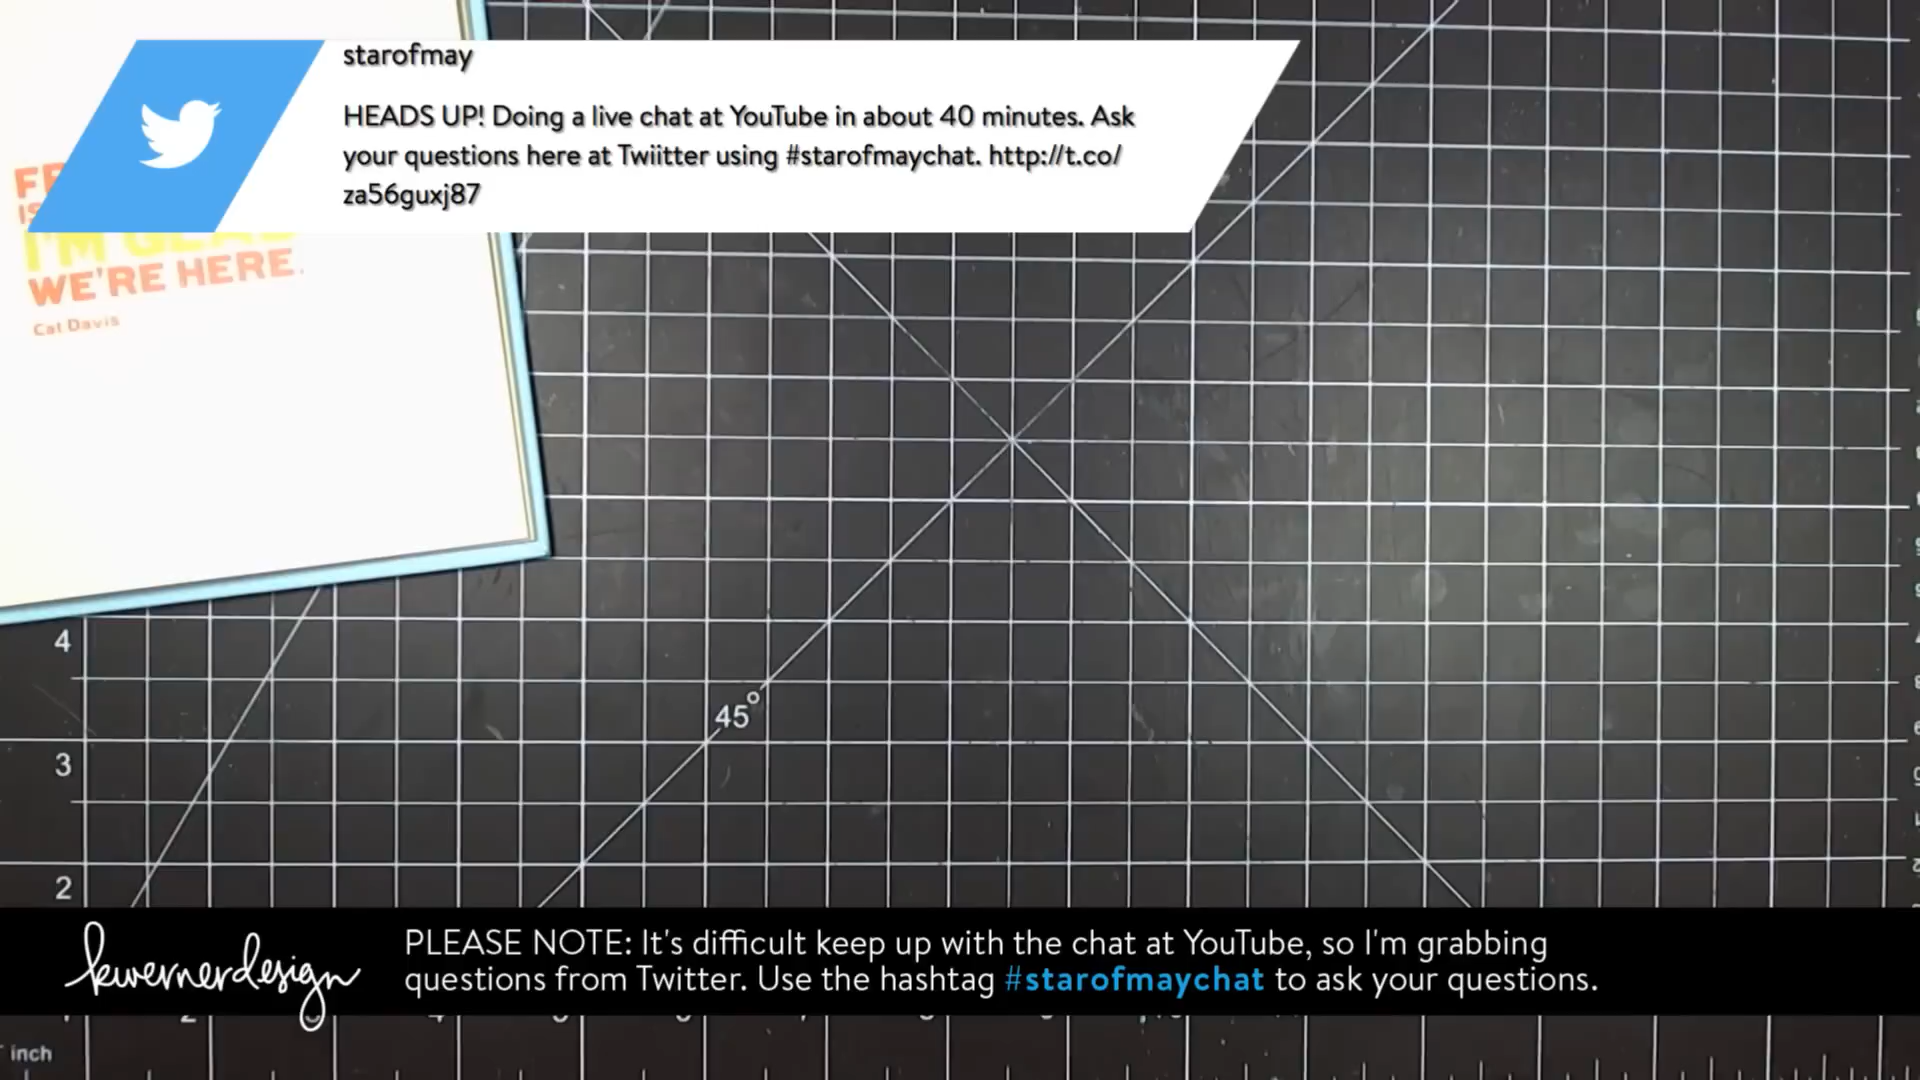 starofmay
HEADS UP! Doing a live chat at YouTube in about 40 minutes. Ask
your questions here at Twiitter using #starofmaychat. http://t.co/
za56guxj87
I'M GLAD
WE'RE HERE.
Cat Davis
4
45°
3
2
kwernerdesign
PLEASE NOTE: It's difficult keep up with the chat at YouTube, so I'm grabbing
questions from Twitter. Use the hashtag #starofmaychat to ask your questions.
inch